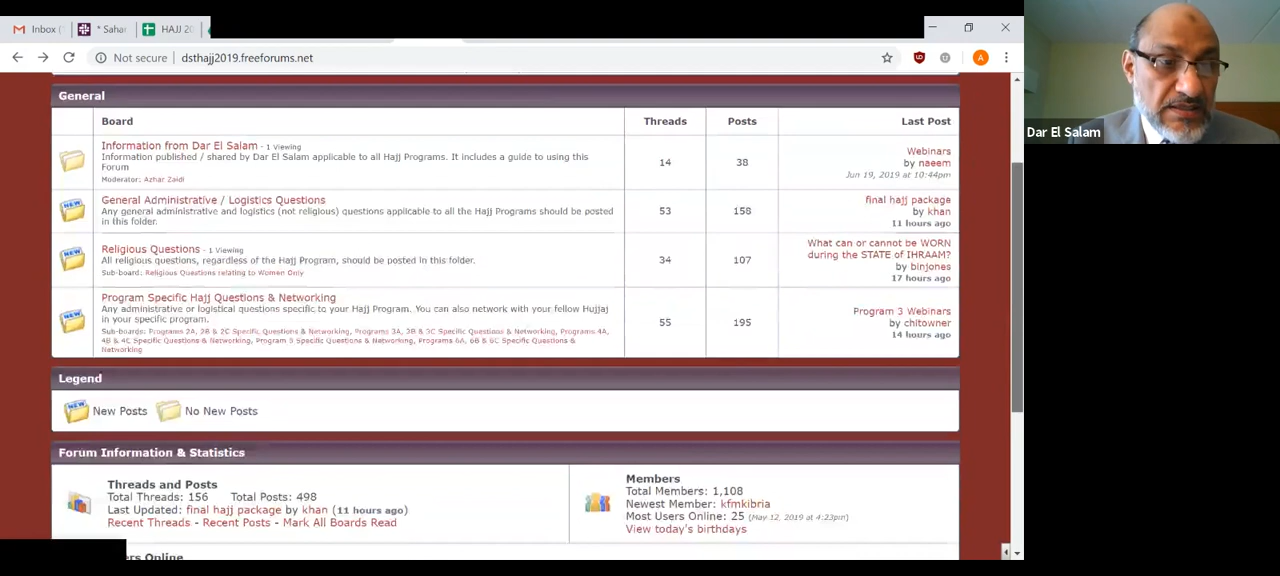 Inbox (
* Sahar
HAJJ 20
Not secure | dsthajj2019.freeforums.net
A
Dar El Salam
General
Board Threads Posts Last Post
Information from Dar El Salam - 1 Viewing
Information published / shared by Dar El Salam applicable to all Hajj Programs. It includes a guide to using this
Forum
Moderator: Azhar Zaidi
14 38
Webinars
by naeem
Jun 19, 2019 at 10:44pm
NEW
General Administrative / Logistics Questions
Any general administrative and logistics (not religious) questions applicable to all the Hajj Programs should be posted
in this folder.
53 158
final hajj package
by khan
11 hours ago
NEW
Religious Questions - 1 Viewing
All religious questions, regardless of the Hajj Program, should be posted in this folder.
Sub-board: Religious Questions relating to Women Only
34 107
What can or cannot be WORN
during the STATE of IHRAAM?
by binjones
17 hours ago
NEW
Program Specific Hajj Questions & Networking
Any administrative or logistical questions specific to your Hajj Program. You can also network with your fellow Hujjaj
in your specific program.
Sub-boards: Programs 2A, 2B & 2C Specific Questions & Networking, Programs 3A, 3B & 3C Specific Questions & Networking, Programs 4A,
4B & 4C Specific Questions & Networking, Program 5 Specific Questions & Networking, Programs 6A, 6B & 6C Specific Questions &
Networking
55 195
Program 3 Webinars
by chitowner
14 hours ago
Legend
NEW New Posts No New Posts
Forum Information & Statistics
Threads and Posts
Total Threads: 156 Total Posts: 498
Last Updated: final hajj package by khan (11 hours ago)
Recent Threads - Recent Posts - Mark All Boards Read
Members
Total Members: 1,108
Newest Member: kfmkibria
Most Users Online: 25 (May 12, 2019 at 4:23pm)
View today's birthdays
ers Online